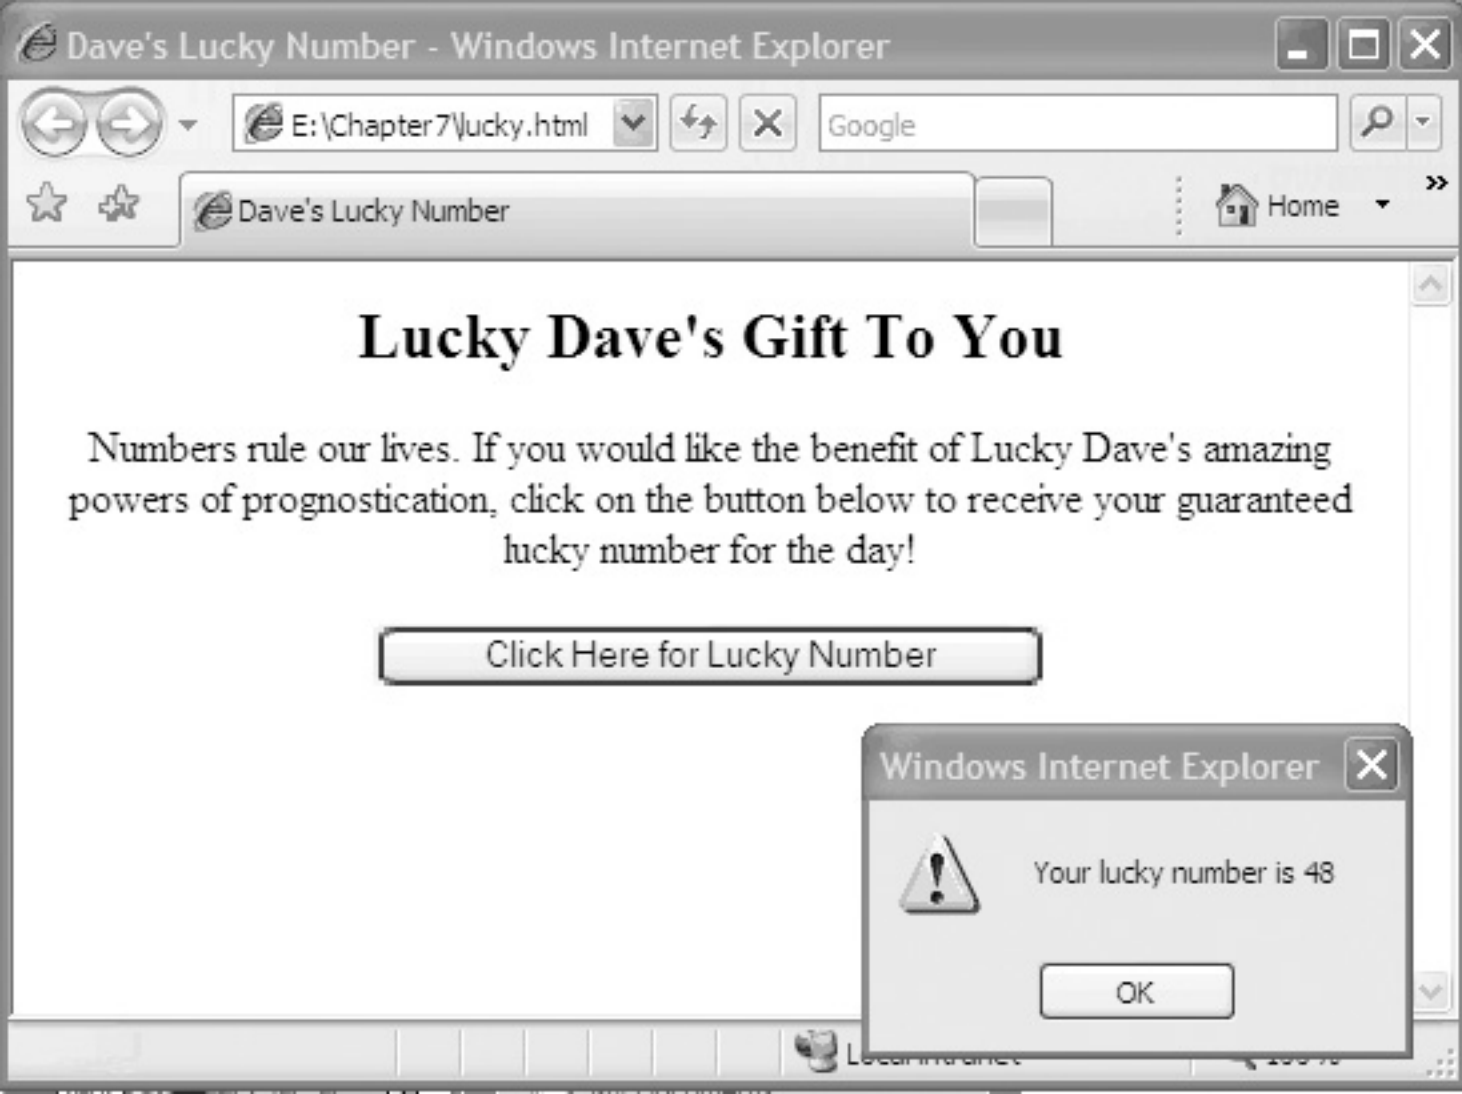 Dave's Lucky Number - Windows Internet Explorer
E:\Chapter7\lucky.html
Google
Dave's Lucky Number
Home
»
Lucky Dave's Gift To You
Numbers rule our lives. If you would like the benefit of Lucky Dave's amazing
powers of prognostication, click on the button below to receive your guaranteed
lucky number for the day!
Click Here for Lucky Number
Windows Internet Explorer
Your lucky number is 48
OK